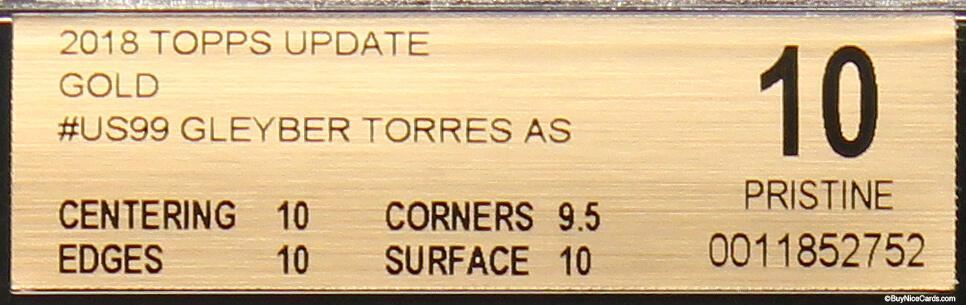 2018 TOPPS UPDATE
GOLD
#US99 GLEYBER TORRES AS
CENTERING 10 CORNERS 9.5
EDGES 10 SURFACE 10
10
PRISTINE
0011852752
©BuyNiceCards.com